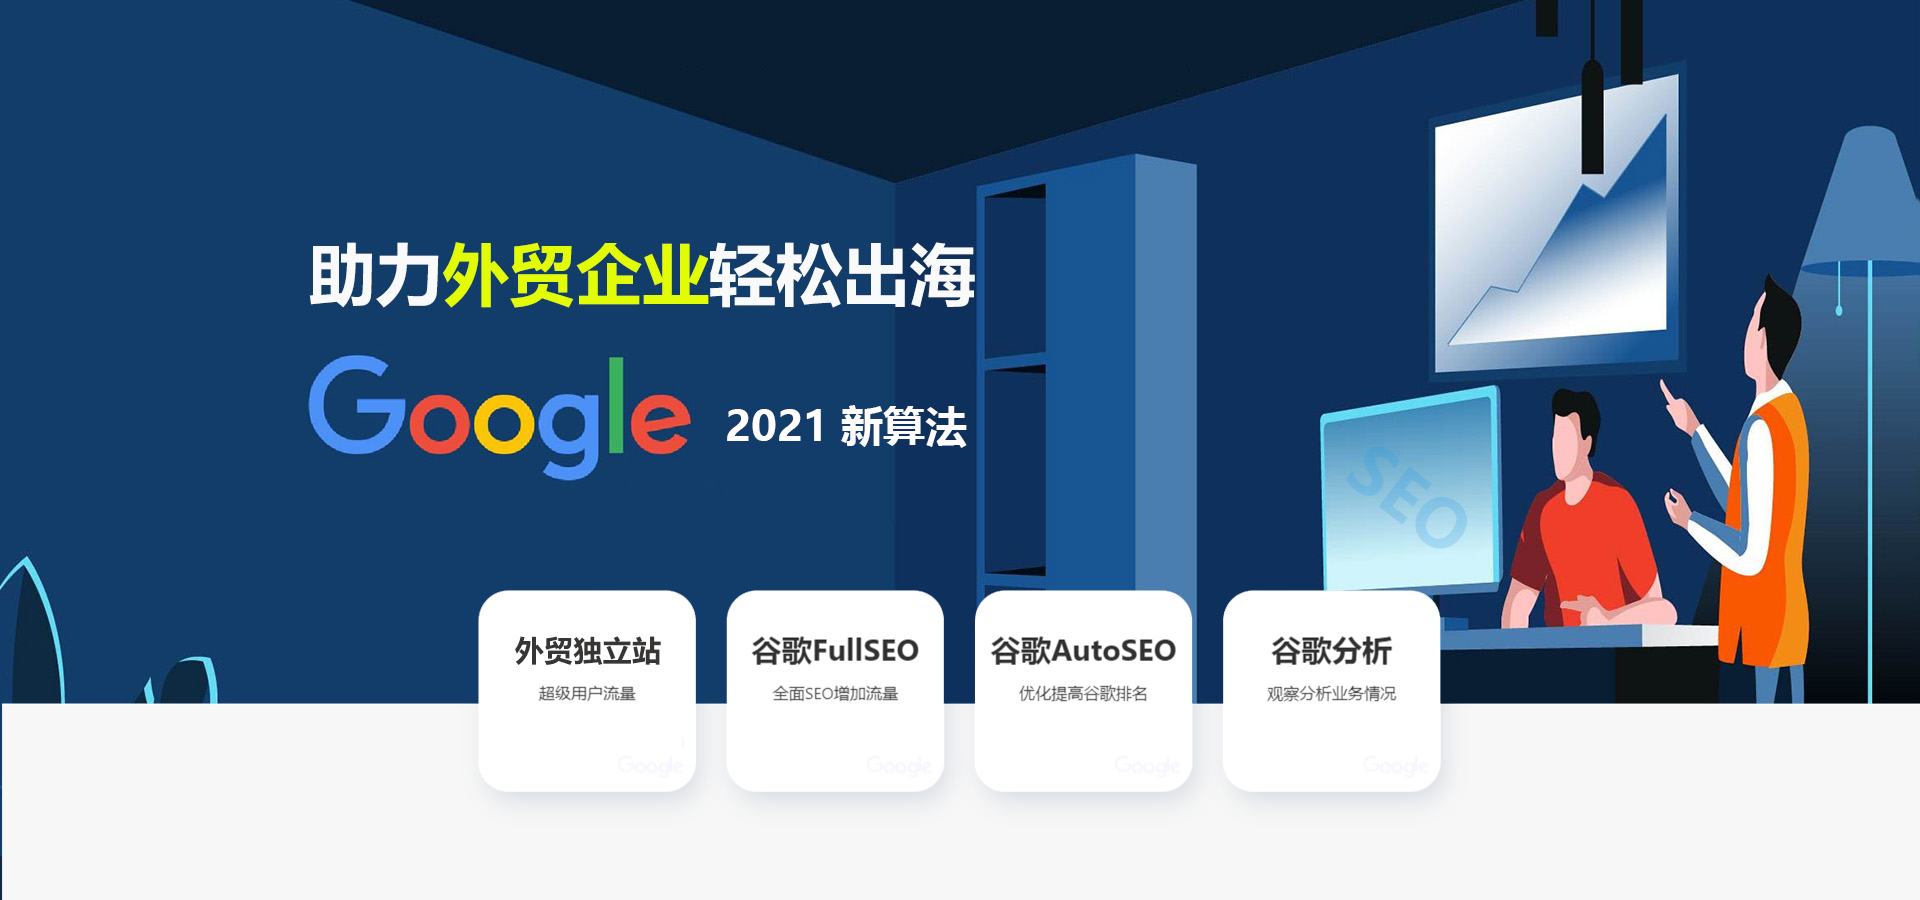 助力外贸企业轻松出海
Google 2021 新算法
SEO
外贸独立站
超级用户流量
Google
谷歌FullSEO
全面SEO增加流量
Google
谷歌AutoSEO
优化提高谷歌排名
Google
谷歌分析
观察分析业务情况
Google